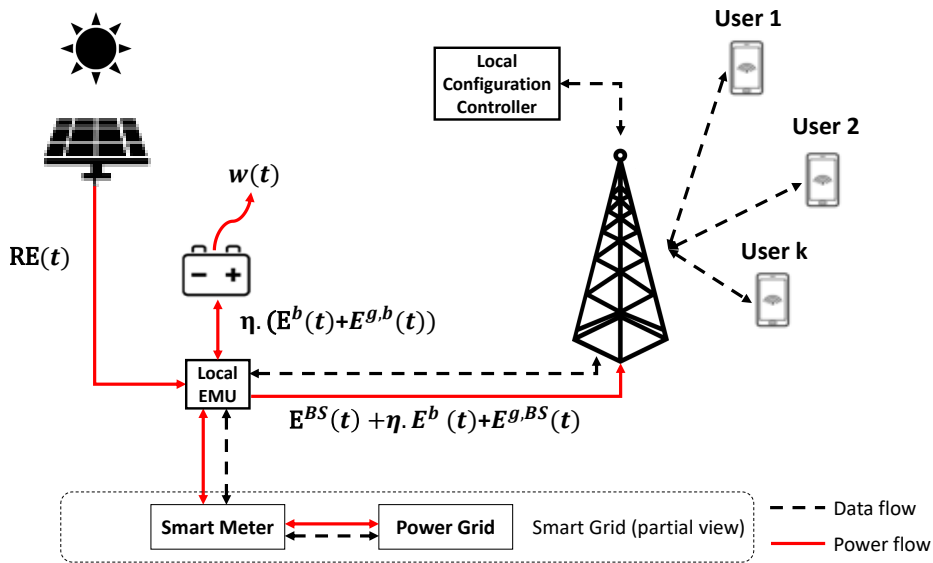 User 1
Local
Configuration
Controller
User 2
w(t)
RE(t)
User k
− +
η. (E^b(t)+E^{g,b}(t))
Local
EMU
E^{BS}(t) +η. E^b (t)+E^{g,BS}(t)
Smart Meter
Power Grid
Smart Grid (partial view)
Data flow
Power flow